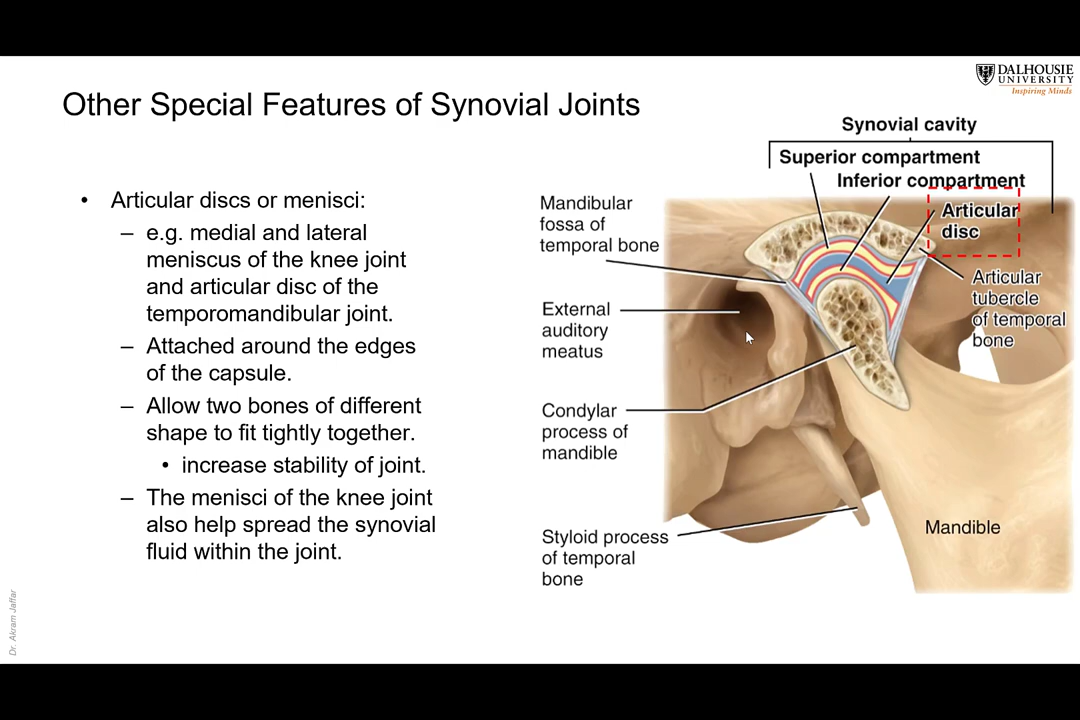 DALHOUSIE
UNIVERSITY
Inspiring Minds
Other Special Features of Synovial Joints
• Articular discs or menisci:
– e.g. medial and lateral
meniscus of the knee joint
and articular disc of the
temporomandibular joint.
– Attached around the edges
of the capsule.
– Allow two bones of different
shape to fit tightly together.
• increase stability of joint.
– The menisci of the knee joint
also help spread the synovial
fluid within the joint.
Synovial cavity
Superior compartment
Inferior compartment
Articular
disc
Mandibular
fossa of
temporal bone
Articular
tubercle
of temporal
bone
External
auditory
meatus
Condylar
process of
mandible
Styloid process
of temporal
bone
Mandible
Dr. Akram Jaffar